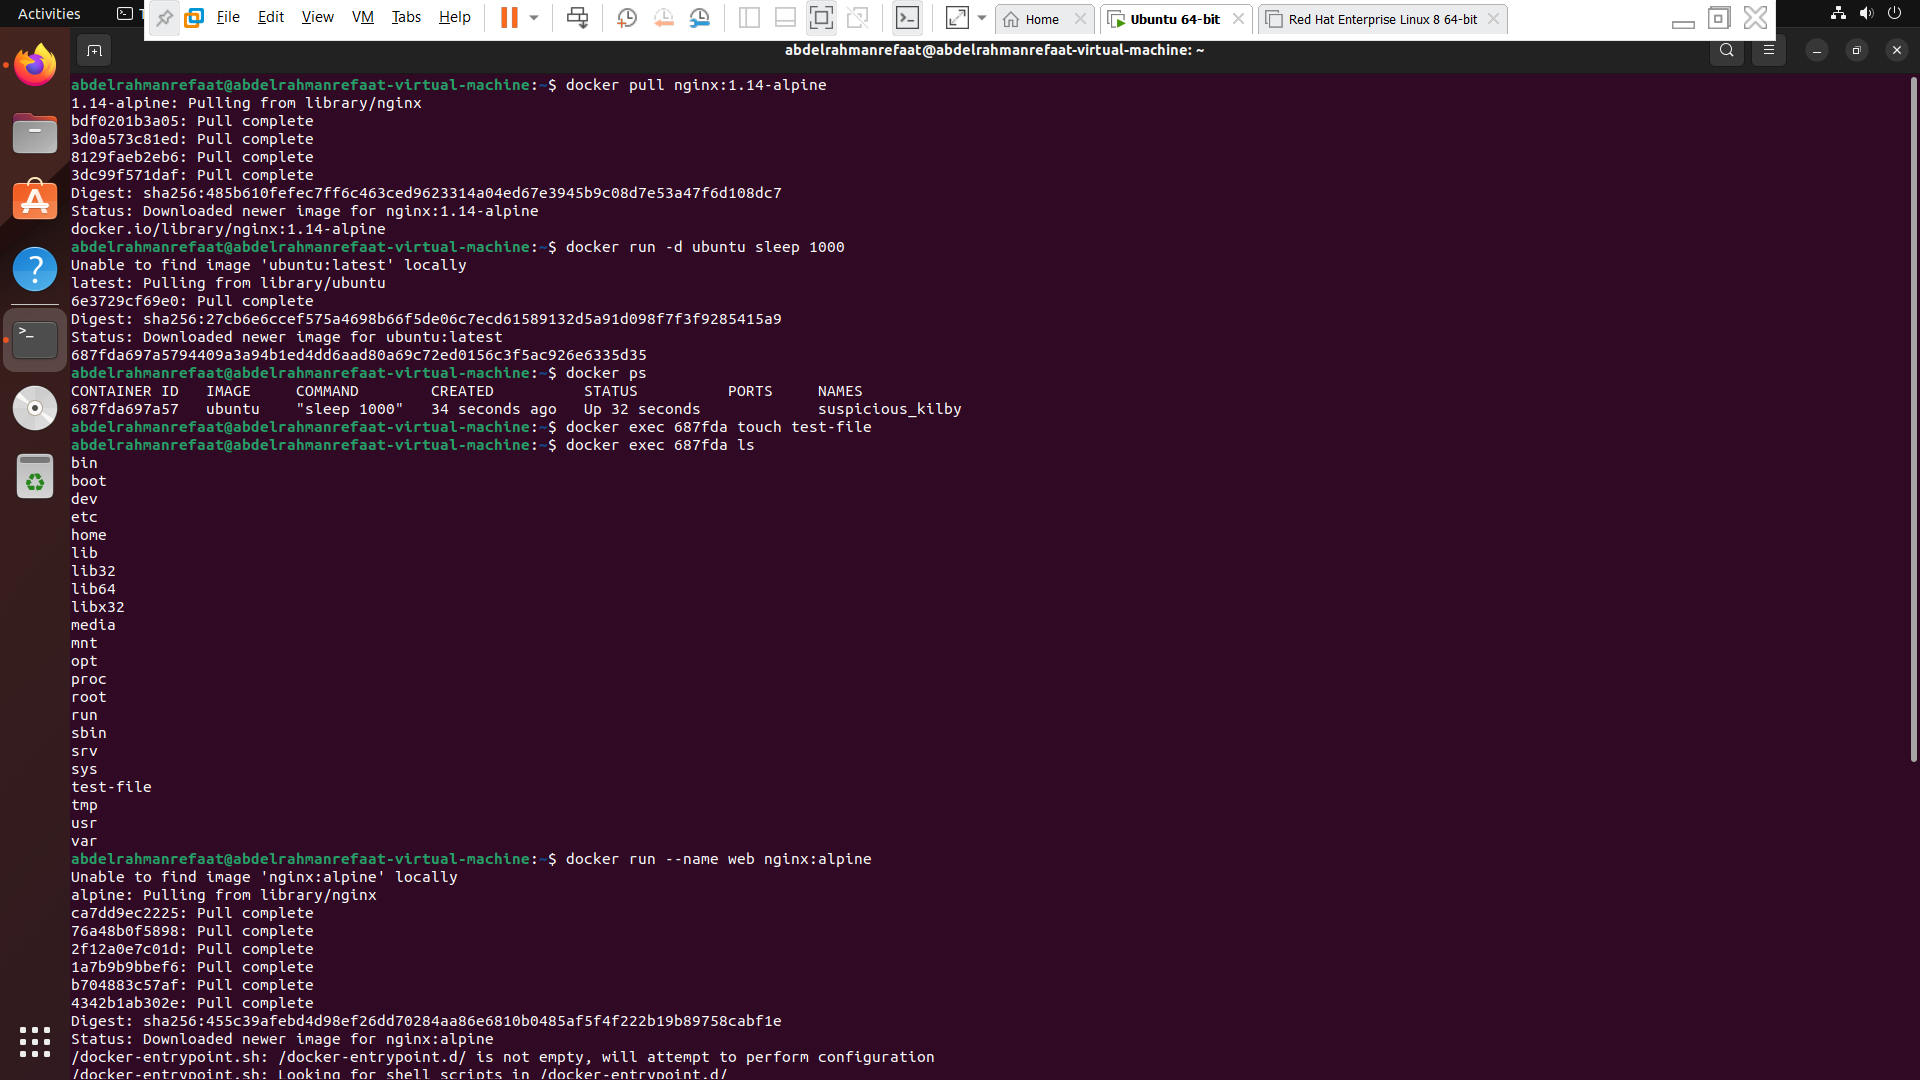 Activities
File Edit View VM Tabs Help
Home
Ubuntu 64-bit
Red Hat Enterprise Linux 8 64-bit
abdelrahmanrefaat@abdelrahmanrefaat-virtual-machine: ~
abdelrahmanrefaat@abdelrahmanrefaat-virtual-machine:~$ docker pull nginx:1.14-alpine
1.14-alpine: Pulling from library/nginx
bdf0201b3a05: Pull complete
3d0a573c81ed: Pull complete
8129faeb2eb6: Pull complete
3dc99f571daf: Pull complete
Digest: sha256:485b610fefec7ff6c463ced9623314a04ed67e3945b9c08d7e53a47f6d108dc7
Status: Downloaded newer image for nginx:1.14-alpine
docker.io/library/nginx:1.14-alpine
abdelrahmanrefaat@abdelrahmanrefaat-virtual-machine:~$ docker run -d ubuntu sleep 1000
Unable to find image 'ubuntu:latest' locally
latest: Pulling from library/ubuntu
6e3729cf69e0: Pull complete
Digest: sha256:27cb6e6ccef575a4698b66f5de06c7ecd61589132d5a91d098f7f3f9285415a9
Status: Downloaded newer image for ubuntu:latest
687fda697a5794409a3a94b1ed4dd6aad80a69c72ed0156c3f5ac926e6335d35
abdelrahmanrefaat@abdelrahmanrefaat-virtual-machine:~$ docker ps
CONTAINER ID   IMAGE     COMMAND        CREATED          STATUS          PORTS     NAMES
687fda697a57   ubuntu    "sleep 1000"   34 seconds ago   Up 32 seconds             suspicious_kilby
abdelrahmanrefaat@abdelrahmanrefaat-virtual-machine:~$ docker exec 687fda touch test-file
abdelrahmanrefaat@abdelrahmanrefaat-virtual-machine:~$ docker exec 687fda ls
bin
boot
dev
etc
home
lib
lib32
lib64
libx32
media
mnt
opt
proc
root
run
sbin
srv
sys
test-file
tmp
usr
var
abdelrahmanrefaat@abdelrahmanrefaat-virtual-machine:~$ docker run --name web nginx:alpine
Unable to find image 'nginx:alpine' locally
alpine: Pulling from library/nginx
ca7dd9ec2225: Pull complete
76a48b0f5898: Pull complete
2f12a0e7c01d: Pull complete
1a7b9b9bbef6: Pull complete
b704883c57af: Pull complete
4342b1ab302e: Pull complete
Digest: sha256:455c39afebd4d98ef26dd70284aa86e6810b0485af5f4f222b19b89758cabf1e
Status: Downloaded newer image for nginx:alpine
/docker-entrypoint.sh: /docker-entrypoint.d/ is not empty, will attempt to perform configuration
/docker-entrypoint.sh: Looking for shell scripts in /docker-entrypoint.d/